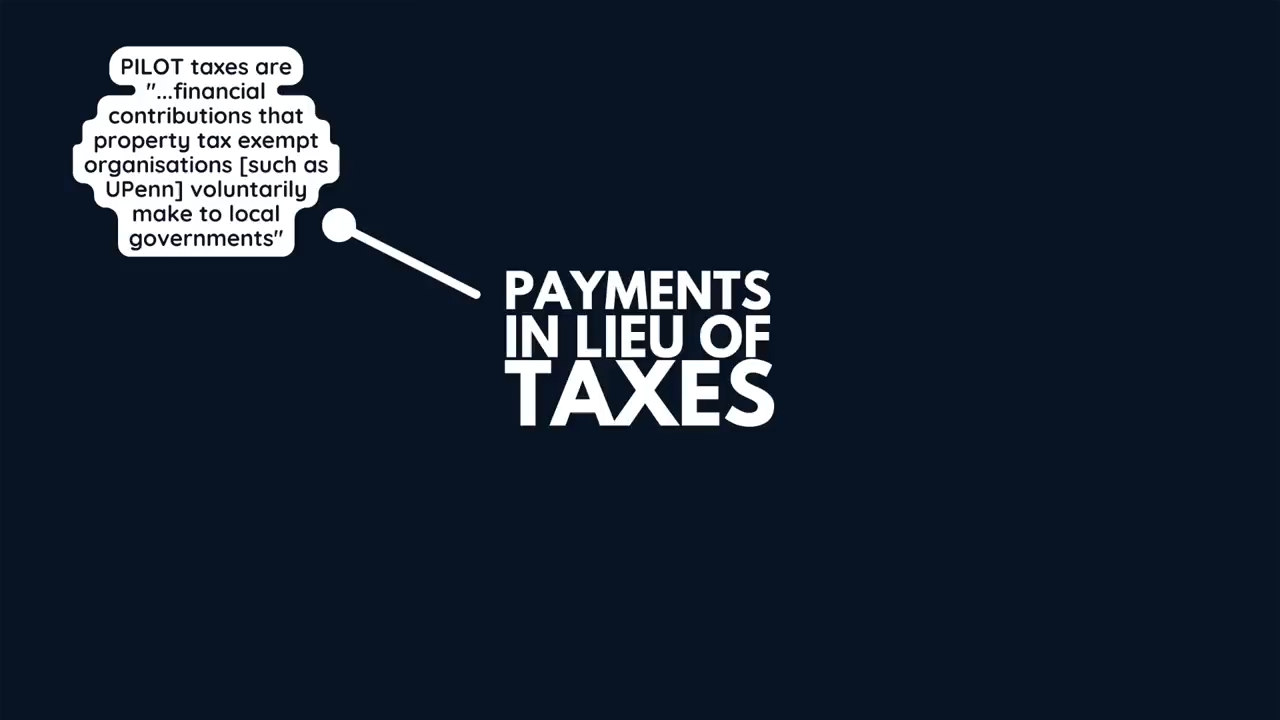 PILOT taxes are
"...financial
contributions that
property tax exempt
organisations [such as
UPenn] voluntarily
make to local
governments"
PAYMENTS
IN LIEU OF
TAXES